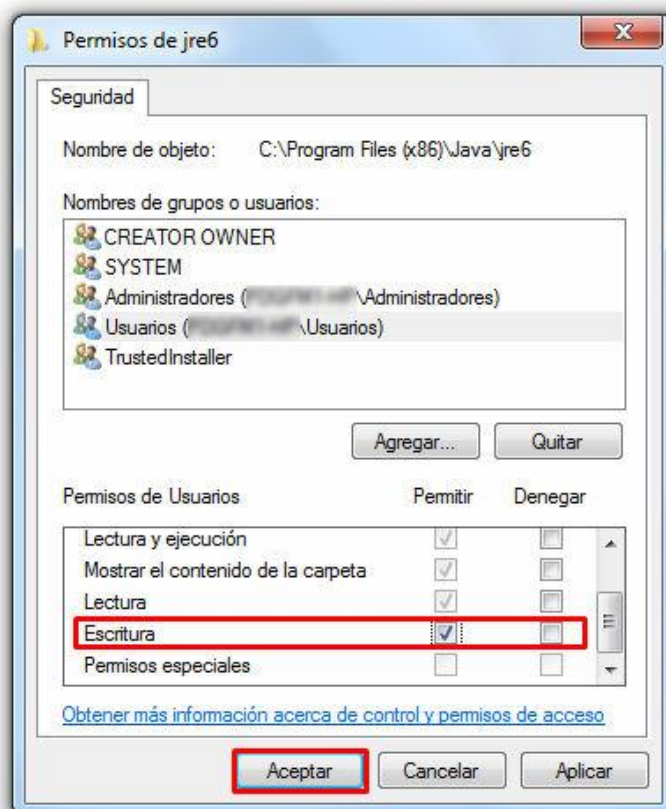 Permisos de jre6
Seguridad
Nombre de objeto: C:\Program Files (x86)\Java\jre6
Nombres de grupos o usuarios:
CREATOR OWNER
SYSTEM
Administradores ( \Administradores)
Usuarios ( \Usuarios)
TrustedInstaller
Agregar... Quitar
Permisos de Usuarios Permitir Denegar
Lectura y ejecución
Mostrar el contenido de la carpeta
Lectura
Escritura
Permisos especiales
Obtener más información acerca de control y permisos de acceso
Aceptar Cancelar Aplicar